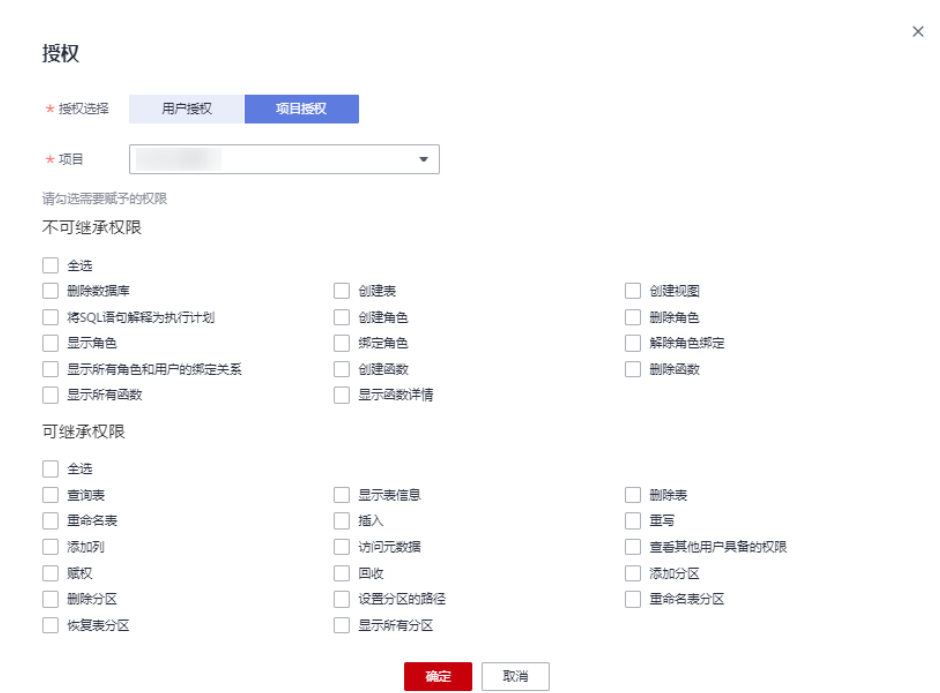 授权
* 授权选择 用户授权 项目授权
* 项目
请勾选需要赋予的权限
不可继承权限
全选
删除数据库 创建表 创建视图
将SQL语句解释为执行计划 创建角色 删除角色
显示角色 绑定角色 解除角色绑定
显示所有角色和用户的绑定关系 创建函数 删除函数
显示所有函数 显示函数详情
可继承权限
全选
查询表 显示表信息 删除表
重命名表 插入 重写
添加列 访问元数据 查看其他用户具备的权限
赋权 回收 添加分区
删除分区 设置分区的路径 重命名表分区
恢复表分区 显示所有分区
确定 取消